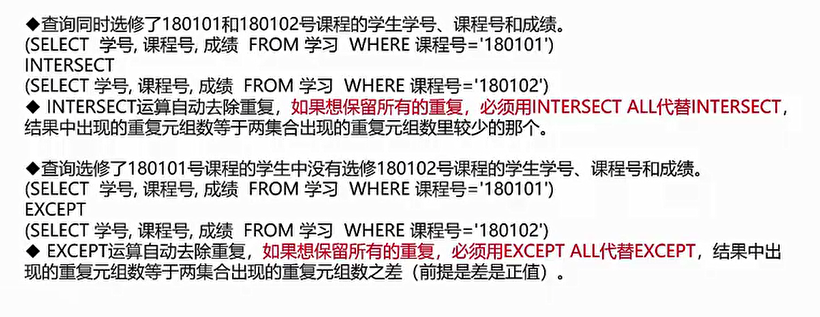 ◆查询同时选修了180101和180102号课程的学生学号、课程号和成绩。
(SELECT 学号, 课程号, 成绩 FROM 学习 WHERE 课程号='180101')
INTERSECT
(SELECT 学号, 课程号, 成绩 FROM 学习 WHERE 课程号='180102')
◆ INTERSECT运算自动去除重复，如果想保留所有的重复，必须用INTERSECT ALL代替INTERSECT，
结果中出现的重复元组数等于两集合出现的重复元组数里较少的那个。
◆查询选修了180101号课程的学生中没有选修180102号课程的学生学号、课程号和成绩。
(SELECT 学号, 课程号, 成绩 FROM 学习 WHERE 课程号='180101')
EXCEPT
(SELECT 学号, 课程号, 成绩 FROM 学习 WHERE 课程号='180102')
◆ EXCEPT运算自动去除重复，如果想保留所有的重复，必须用EXCEPT ALL代替EXCEPT，结果中出
现的重复元组数等于两集合出现的重复元组数之差（前提是差是正值）。